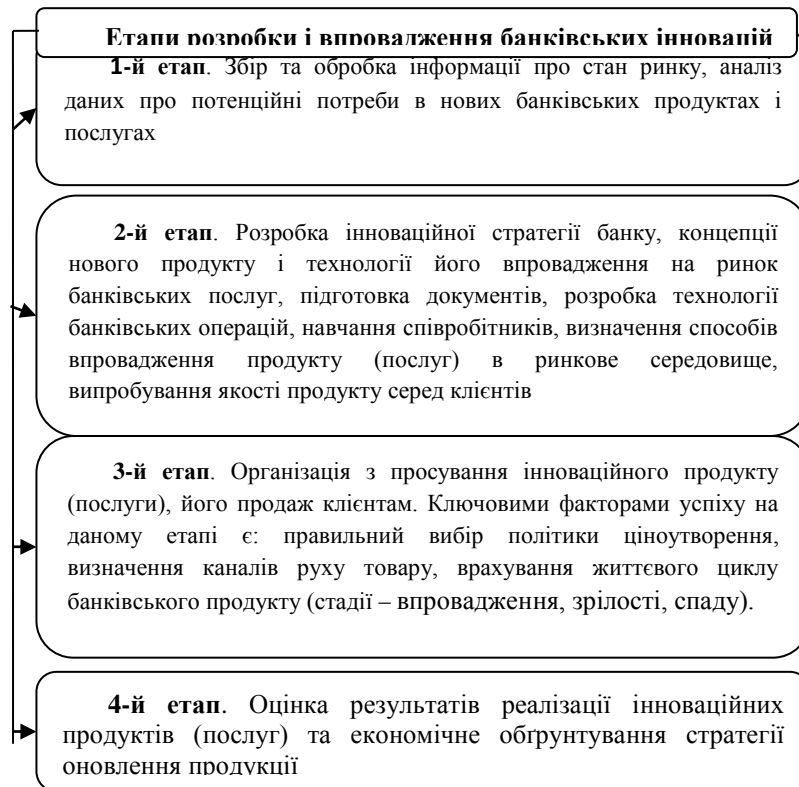 Етапи розробки і впровадження банківських інновацій
1-й етап. Збір та обробка інформації про стан ринку, аналіз
даних про потенційні потреби в нових банківських продуктах і
послугах
2-й етап. Розробка інноваційної стратегії банку, концепції
нового продукту і технології його впровадження на ринок
банківських послуг, підготовка документів, розробка технології
банківських операцій, навчання співробітників, визначення способів
впровадження продукту (послуг) в ринкове середовище,
випробування якості продукту серед клієнтів
3-й етап. Організація з просування інноваційного продукту
(послуги), його продаж клієнтам. Ключовими факторами успіху на
даному етапі є: правильний вибір політики ціноутворення,
визначення каналів руху товару, врахування життєвого циклу
банківського продукту (стадії – впровадження, зрілості, спаду).
4-й етап. Оцінка результатів реалізації інноваційних
продуктів (послуг) та економічне обґрунтування стратегії
оновлення продукції